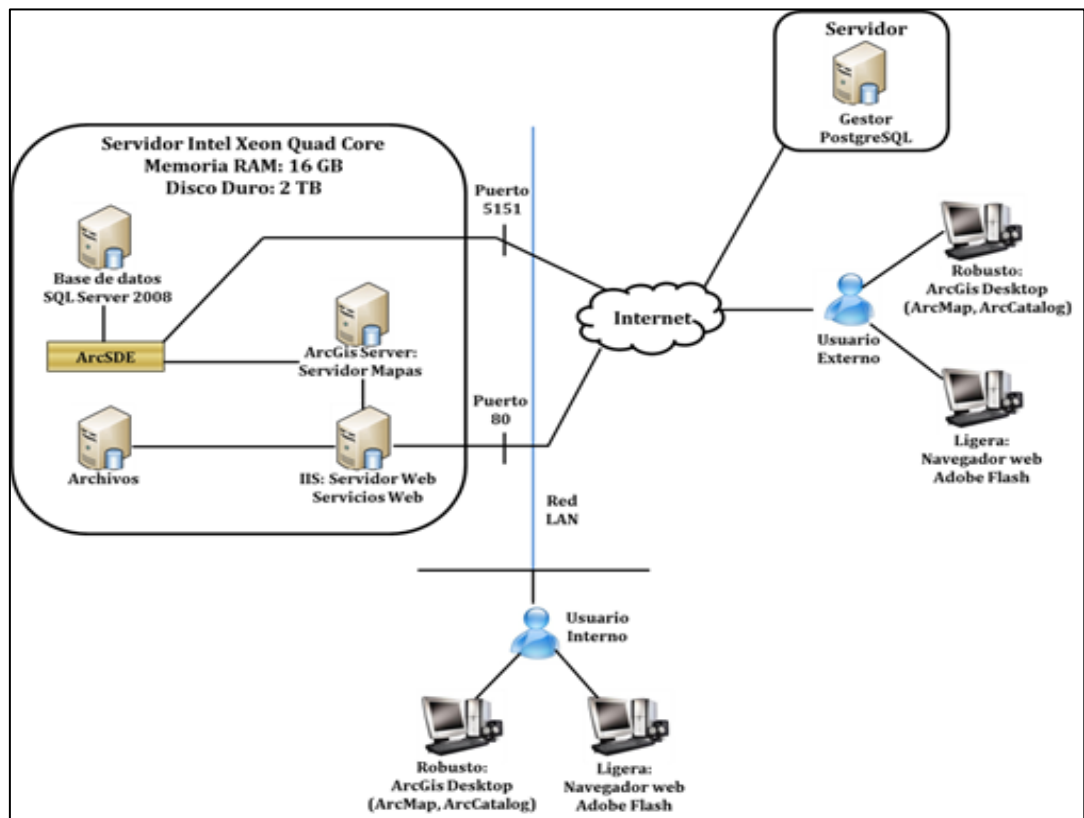 Servidor
Gestor
PostgreSQL
Servidor Intel Xeon Quad Core
Memoria RAM: 16 GB
Disco Duro: 2 TB
Puerto
5151
Base de datos
SQL Server 2008
ArcSDE
ArcGis Server:
Servidor Mapas
Internet
Robusto:
ArcGis Desktop
(ArcMap, ArcCatalog)
Usuario
Externo
Puerto
80
Archivos
IIS: Servidor Web
Servicios Web
Ligera:
Navegador web
Adobe Flash
Red
LAN
Usuario
Interno
Robusto:
ArcGis Desktop
(ArcMap, ArcCatalog)
Ligera:
Navegador web
Adobe Flash